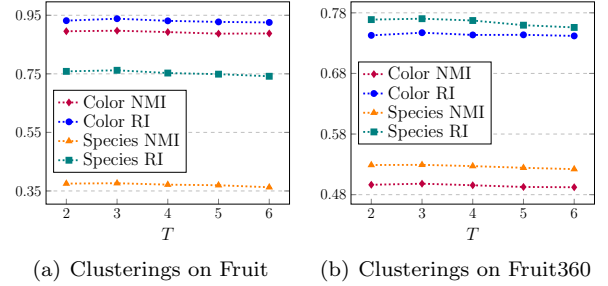 0.95
0.75
0.55
0.35
Color NMI
Color RI
Species NMI
Species RI
2 3 4 5 6
T
(a) Clusterings on Fruit
0.78
0.68
0.58
0.48
Color NMI
Color RI
Species NMI
Species RI
2 3 4 5 6
T
(b) Clusterings on Fruit360